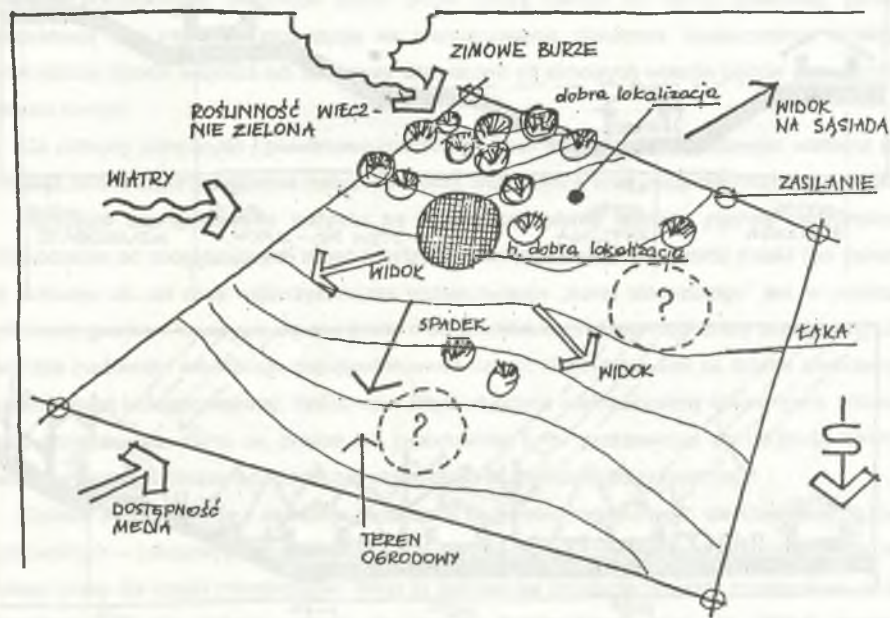 ZIMOWE BURZE
dobra lokalizacja
ROŚLINNOŚĆ WIECZ-
NIE ZIELONA
WIDOK
NA SĄSIADA
WIATRY
ZASILANIE
b. dobra lokalizacja
WIDOK
?
SPADEK
ŁĄKA
WIDOK
?
S
DOSTĘPNOŚĆ
MEDIA
TEREN
OGRODOWY